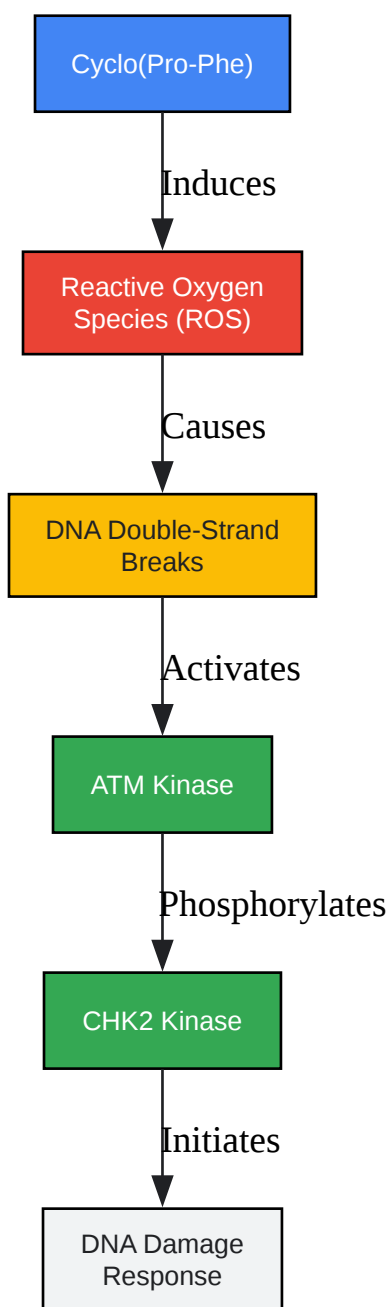 Cyclo(Pro-Phe)
Induces
Reactive Oxygen
Species (ROS)
Causes
DNA Double-Strand
Breaks
Activates
ATM Kinase
Phosphorylates
CHK2 Kinase
Initiates
DNA Damage
Response